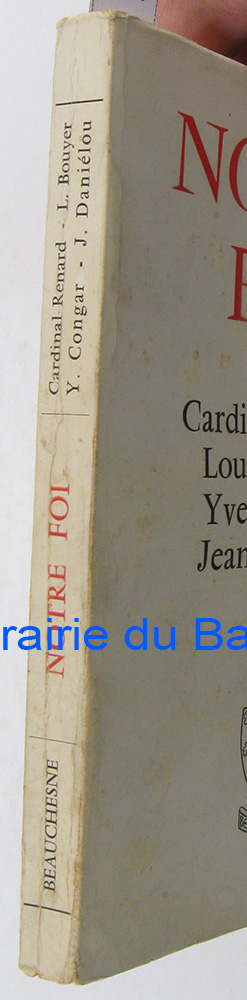 Cardinal Renard - L. Bouyer
Y. Congar - J. Daniélou
NOTRE FOI
BEAUCHESNE
NO
F
Cardi
Lou
Yve
Jean
rairie du Ba